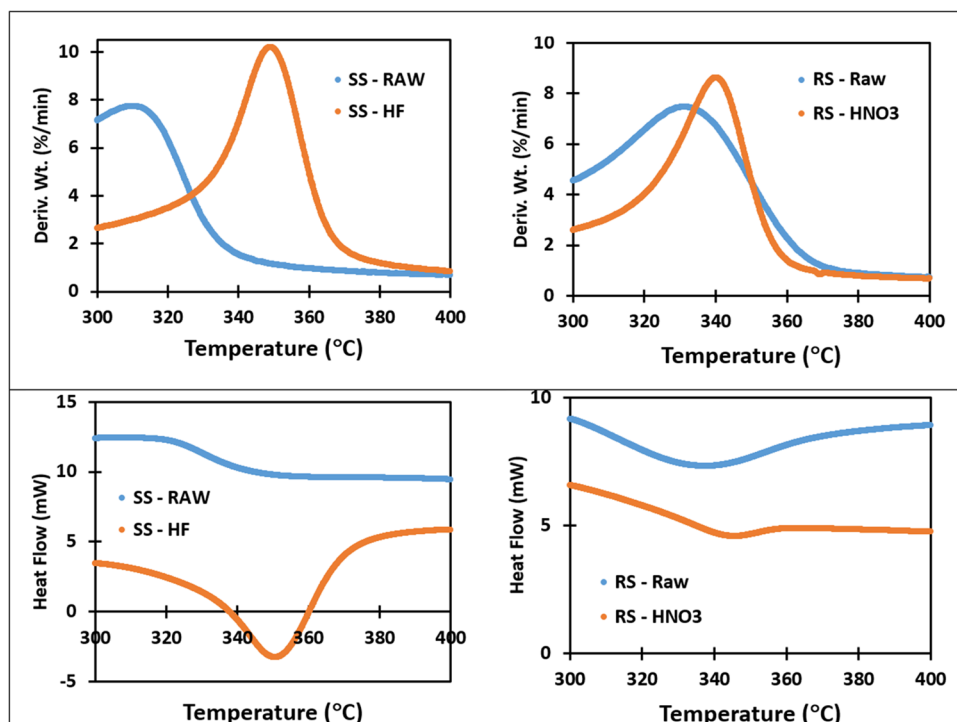 10
8
6
4
2
0
300
320
340
360
380
400
Deriv. Wt. (%/min)
Temperature (°C)
SS - RAW
SS - HF
10
8
6
4
2
0
300
320
340
360
380
400
Deriv. Wt. (%/min)
Temperature (°C)
RS - Raw
RS - HNO3
15
10
5
0
-5
300
320
340
360
380
400
Heat Flow (mW)
Temperature (°C)
SS - RAW
SS - HF
10
5
0
300
320
340
360
380
400
Heat Flow (mW)
Temperature (°C)
RS - Raw
RS - HNO3